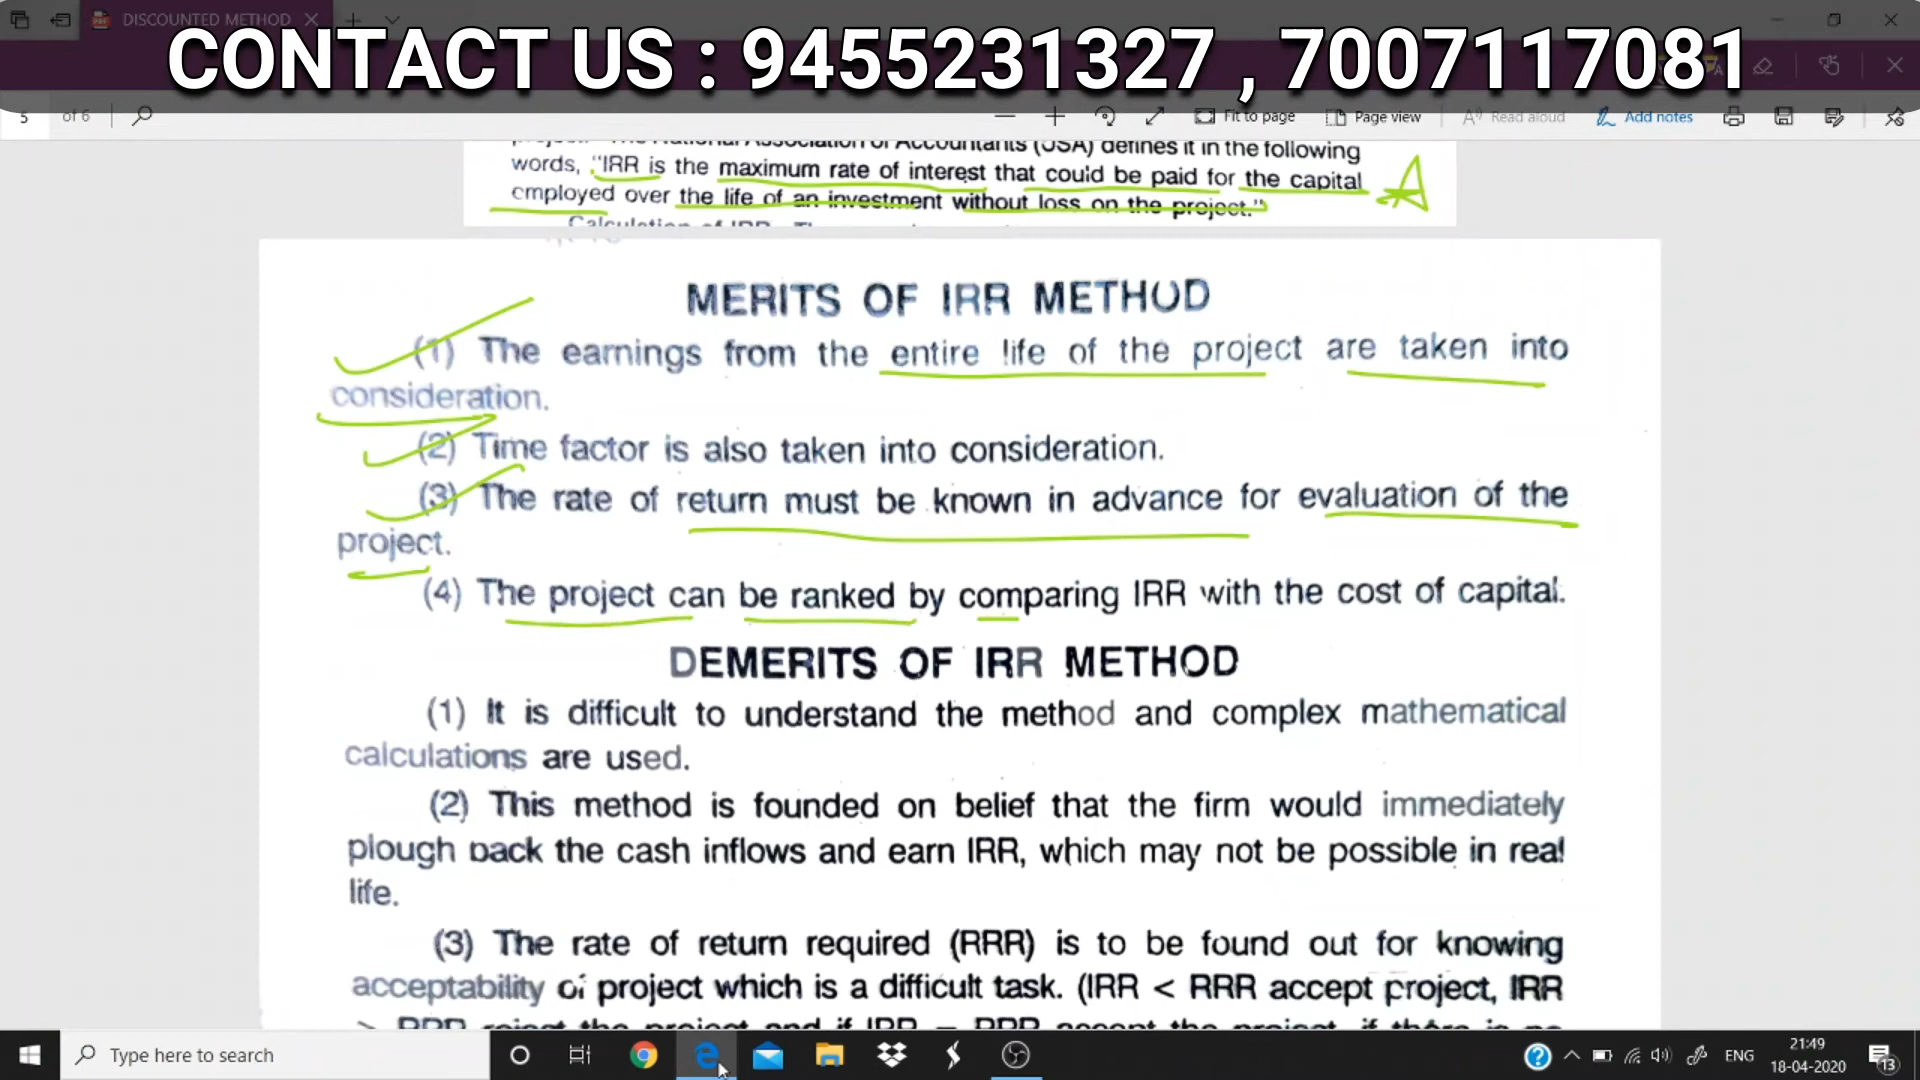 DISCOUNTED METHOD
CONTACT US : 9455231327 , 7007117081
5 of 6
Fit to page
Page view
Read aloud
Add notes
Accountants (USA) defines it in the following
words, "IRR is the maximum rate of interest that could be paid for the capital
employed over the life of an investment without loss on the project."
A
MERITS OF IRR METHOD
(1) The earnings from the entire life of the project are taken into
consideration.
(2) Time factor is also taken into consideration.
(3) The rate of return must be known in advance for evaluation of the
project.
(4) The project can be ranked by comparing IRR with the cost of capital.
DEMERITS OF IRR METHOD
(1) It is difficult to understand the method and complex mathematical
calculations are used.
(2) This method is founded on belief that the firm would immediately
plough back the cash inflows and earn IRR, which may not be possible in real
life.
(3) The rate of return required (RRR) is to be found out for knowing
acceptability of project which is a difficult task. (IRR < RRR accept project, IRR
Type here to search
ENG
21:49
18-04-2020
13